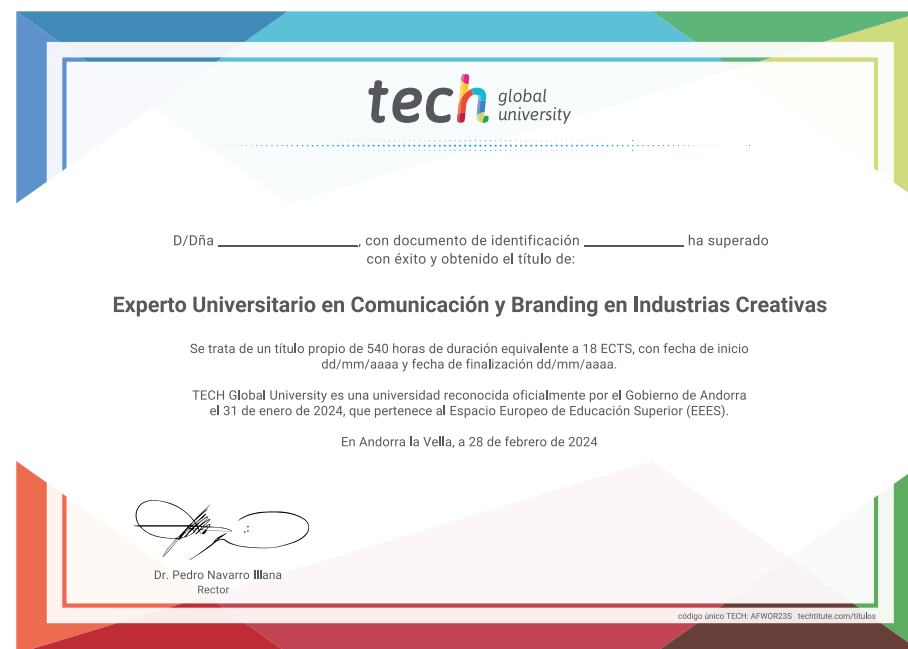 tech global
university
D/Dña ______________, con documento de identificación __________ ha superado
con éxito y obtenido el título de:
Experto Universitario en Comunicación y Branding en Industrias Creativas
Se trata de un título propio de 540 horas de duración equivalente a 18 ECTS, con fecha de inicio
dd/mm/aaaa y fecha de finalización dd/mm/aaaa.
TECH Global University es una universidad reconocida oficialmente por el Gobierno de Andorra
el 31 de enero de 2024, que pertenece al Espacio Europeo de Educación Superior (EEES).
En Andorra la Vella, a 28 de febrero de 2024
Dr. Pedro Navarro Illana
Rector
código único TECH: AFWOR23S techtitute.com/titulos